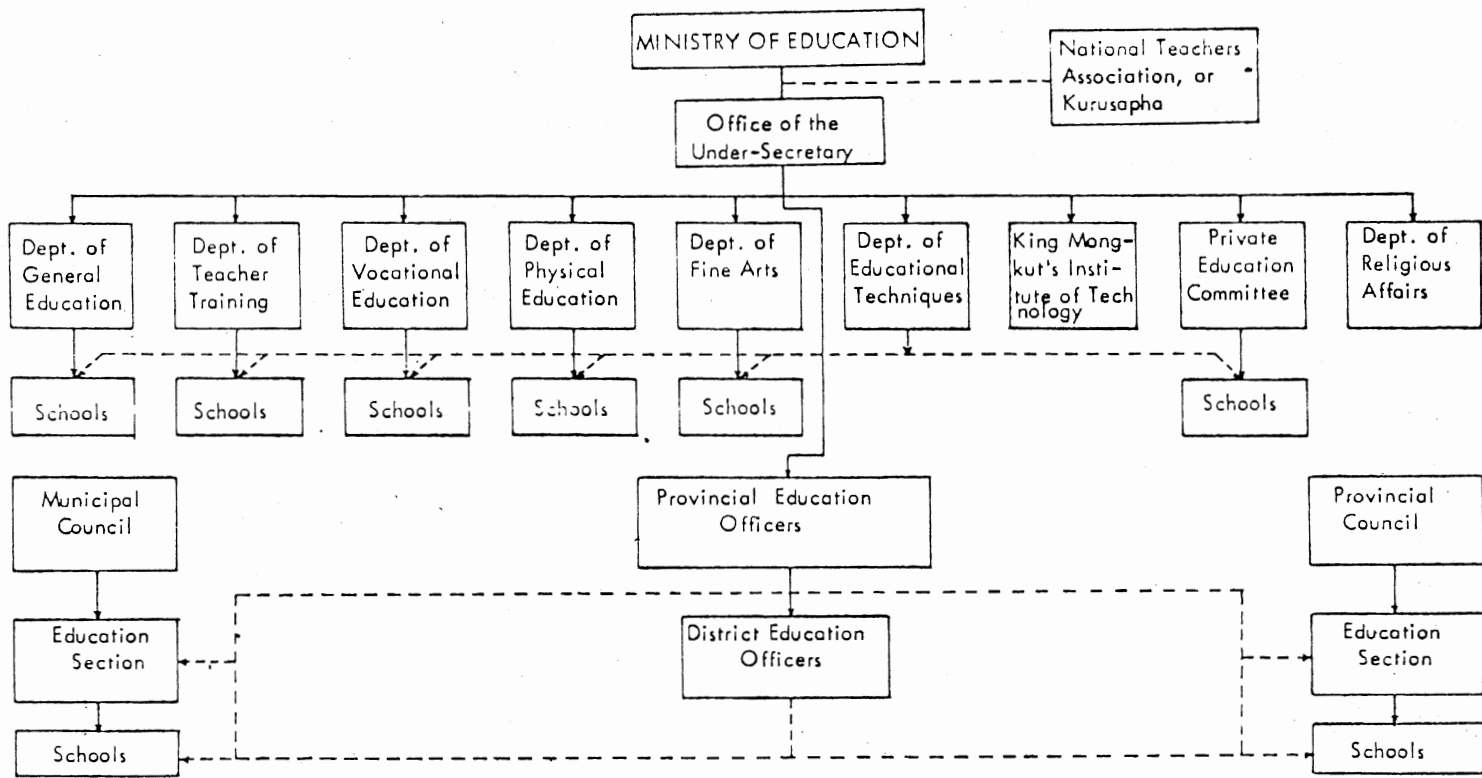 MINISTRY OF EDUCATION
National Teachers
Association, or
Kurusapha
Office of the
Under-Secretary
Dept. of
General
Education
Dept. of
Teacher
Training
Dept. of
Vocational
Education
Dept. of
Physical
Education
Dept. of
Fine Arts
Dept. of
Educational
Techniques
King Mong-
kut's Insti-
tute of Tech
nology
Private
Education
Committee
Dept. of
Religious
Affairs
Schools
Schools
Schools
Schools
Schools
Schools
Municipal
Council
Provincial Education
Officers
Provincial
Council
Education
Section
District Education
Officers
Education
Section
Schools
Schools